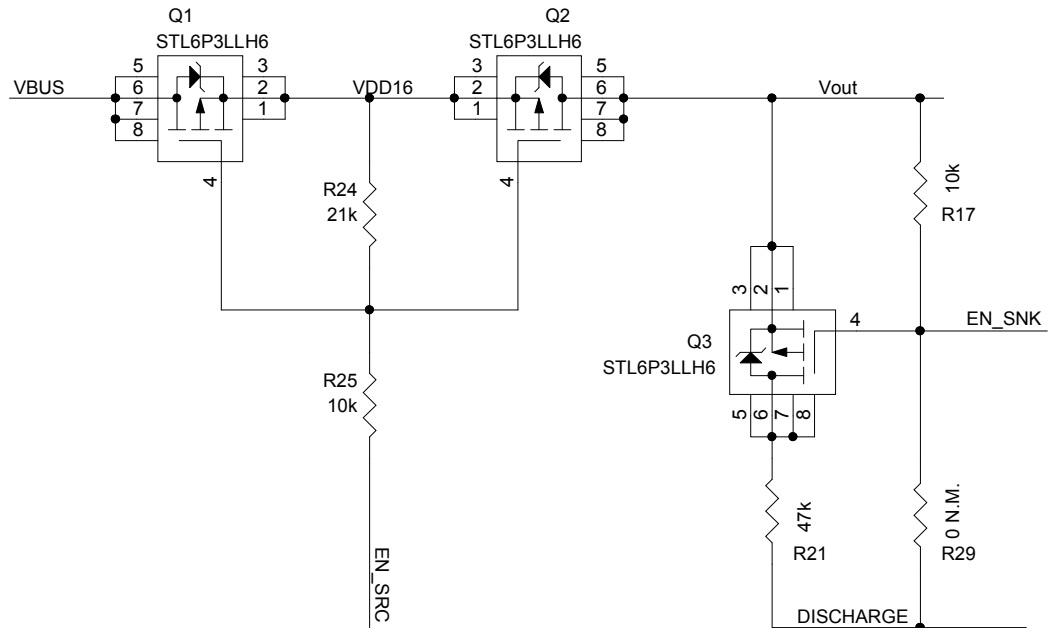 Q1
STL6P3LLH6
Q2
STL6P3LLH6
VBUS
5
6
7
8
3
2
1
4
VDD16
3
2
1
5
6
7
8
4
Vout
R24
21k
10k
R17
3
2
1
Q3
STL6P3LLH6
4
EN_SNK
5
6
7
8
R25
10k
47k
R21
0 N.M.
R29
EN_SRC
DISCHARGE